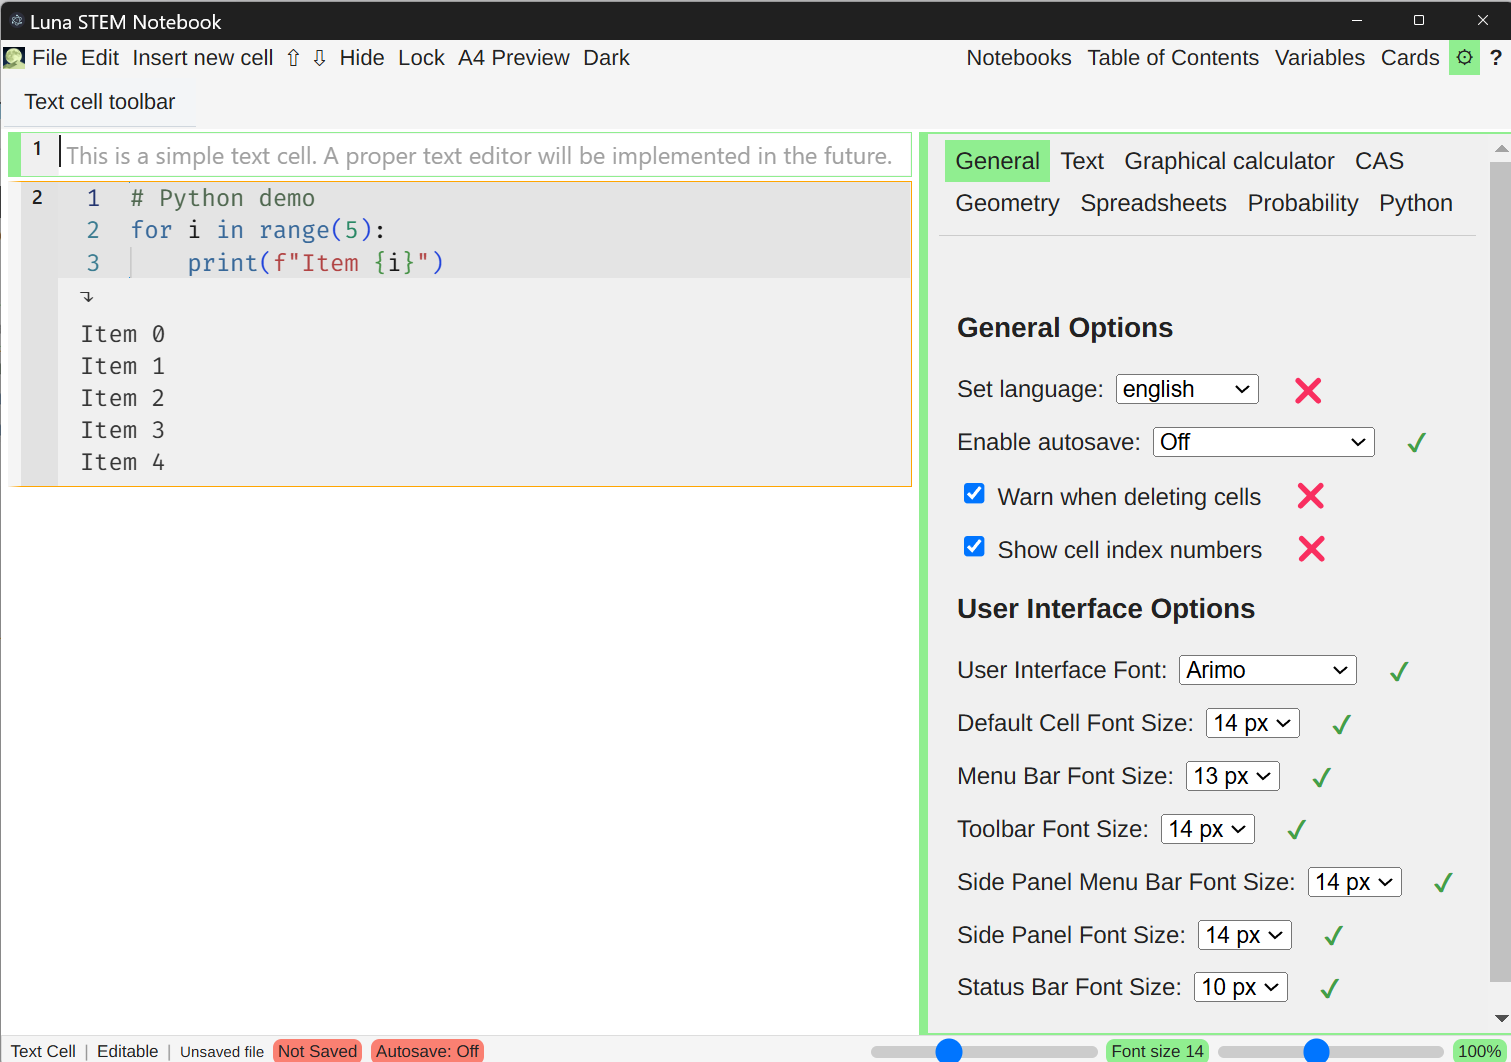 Luna STEM Notebook
File Edit Insert new cell ⇧ ⇩ Hide Lock A4 Preview Dark Notebooks Table of Contents Variables Cards ?
Text cell toolbar
1 This is a simple text cell. A proper text editor will be implemented in the future.
2
1 # Python demo
2 for i in range(5):
3     print(f"Item {i}")
Item 0
Item 1
Item 2
Item 3
Item 4
General Text Graphical calculator CAS
Geometry Spreadsheets Probability Python
General Options
Set language: english ❌
Enable autosave: Off ✓
Warn when deleting cells ❌
Show cell index numbers ❌
User Interface Options
User Interface Font: Arimo ✓
Default Cell Font Size: 14 px ✓
Menu Bar Font Size: 13 px ✓
Toolbar Font Size: 14 px ✓
Side Panel Menu Bar Font Size: 14 px ✓
Side Panel Font Size: 14 px ✓
Status Bar Font Size: 10 px ✓
Text Cell | Editable | Unsaved file Not Saved Autosave: Off Font size 14 100%